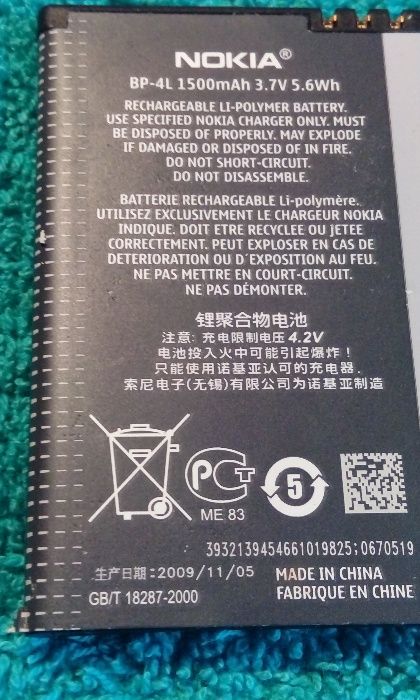 NOKIA®
BP-4L 1500mAh 3.7V 5.6Wh
RECHARGEABLE LI-POLYMER BATTERY.
USE SPECIFIED NOKIA CHARGER ONLY. MUST
BE DISPOSED OF PROPERLY. MAY EXPLODE
IF DAMAGED OR DISPOSED OF IN FIRE.
DO NOT SHORT-CIRCUIT.
DO NOT DISASSEMBLE.
BATTERIE RECHARGEABLE Li-polymère.
UTILISEZ EXCLUSIVEMENT LE CHARGEUR NOKIA
INDIQUE. DOIT ETRE RECYCLEE OU JETEE
CORRECTEMENT. PEUT EXPLOSER EN CAS DE
DETERIORATION OU D'EXPOSITION AU FEU.
NE PAS METTRE EN COURT-CIRCUIT.
NE PAS DÉMONTER.
锂聚合物电池
注意: 充电限制电压4.2V
电池投入火中可能引起爆炸!
只能使用诺基亚认可的充电器.
索尼电子(无锡)有限公司为诺基亚制造
PCT
ME 83
5
3932139454661019825;0670519
生产日期:2009/11/05
MADE IN CHINA
GB/T 18287-2000
FABRIQUE EN CHINE